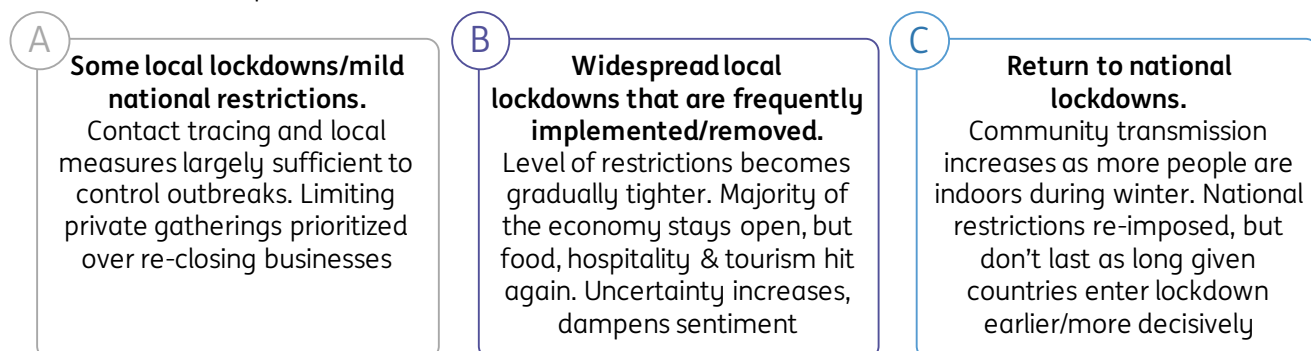 A
Some local lockdowns/mild
national restrictions.
Contact tracing and local
measures largely sufficient to
control outbreaks. Limiting
private gatherings prioritized
over re-closing businesses
B
Widespread local
lockdowns that are frequently
implemented/removed.
Level of restrictions becomes
gradually tighter. Majority of
the economy stays open, but
food, hospitality & tourism hit
again. Uncertainty increases,
dampens sentiment
C
Return to national
lockdowns.
Community transmission
increases as more people are
indoors during winter. National
restrictions re-imposed, but
don’t last as long given
countries enter lockdown
earlier/more decisively